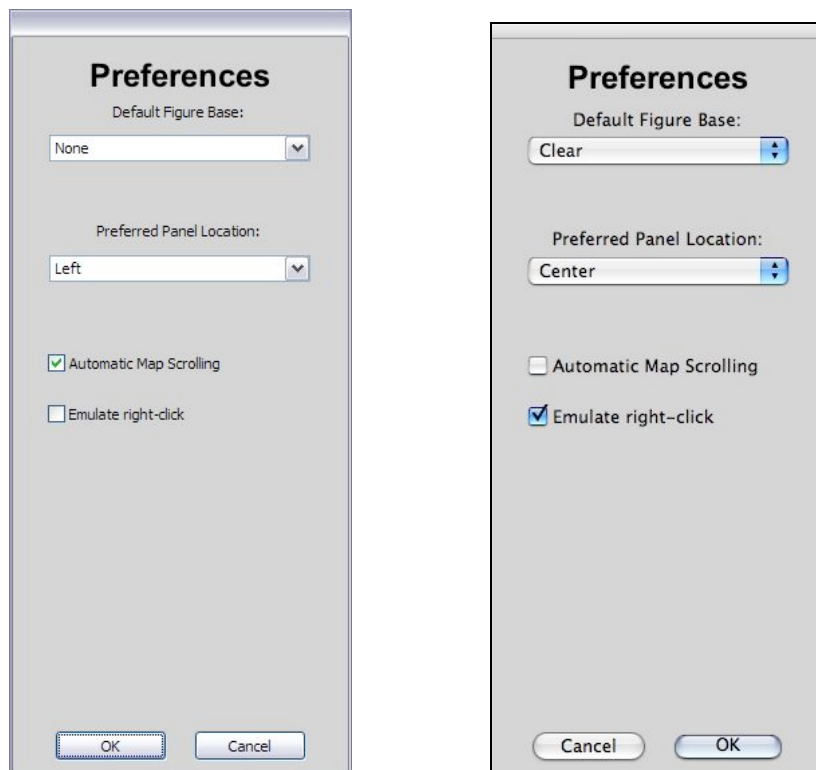 Preferences
Default Figure Base:
None
Preferred Panel Location:
Left
Automatic Map Scrolling
Emulate right-click
OK
Cancel
Preferences
Default Figure Base:
Clear
Preferred Panel Location:
Center
Automatic Map Scrolling
Emulate right-click
Cancel
OK